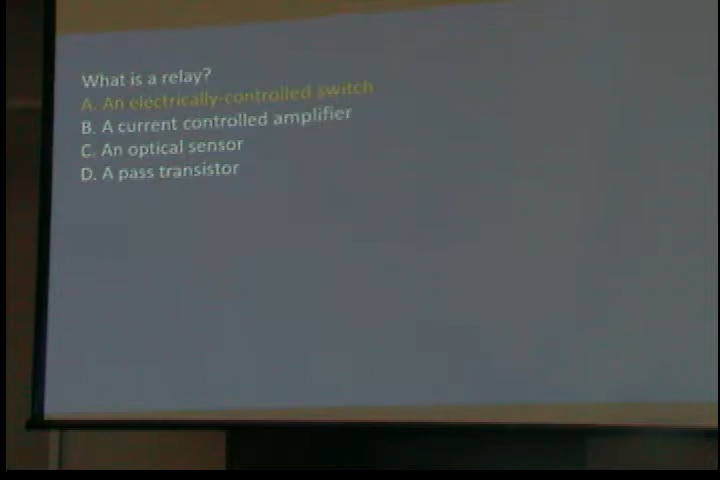 What is a relay?
A. An electrically-controlled switch
B. A current controlled amplifier
C. An optical sensor
D. A pass transistor